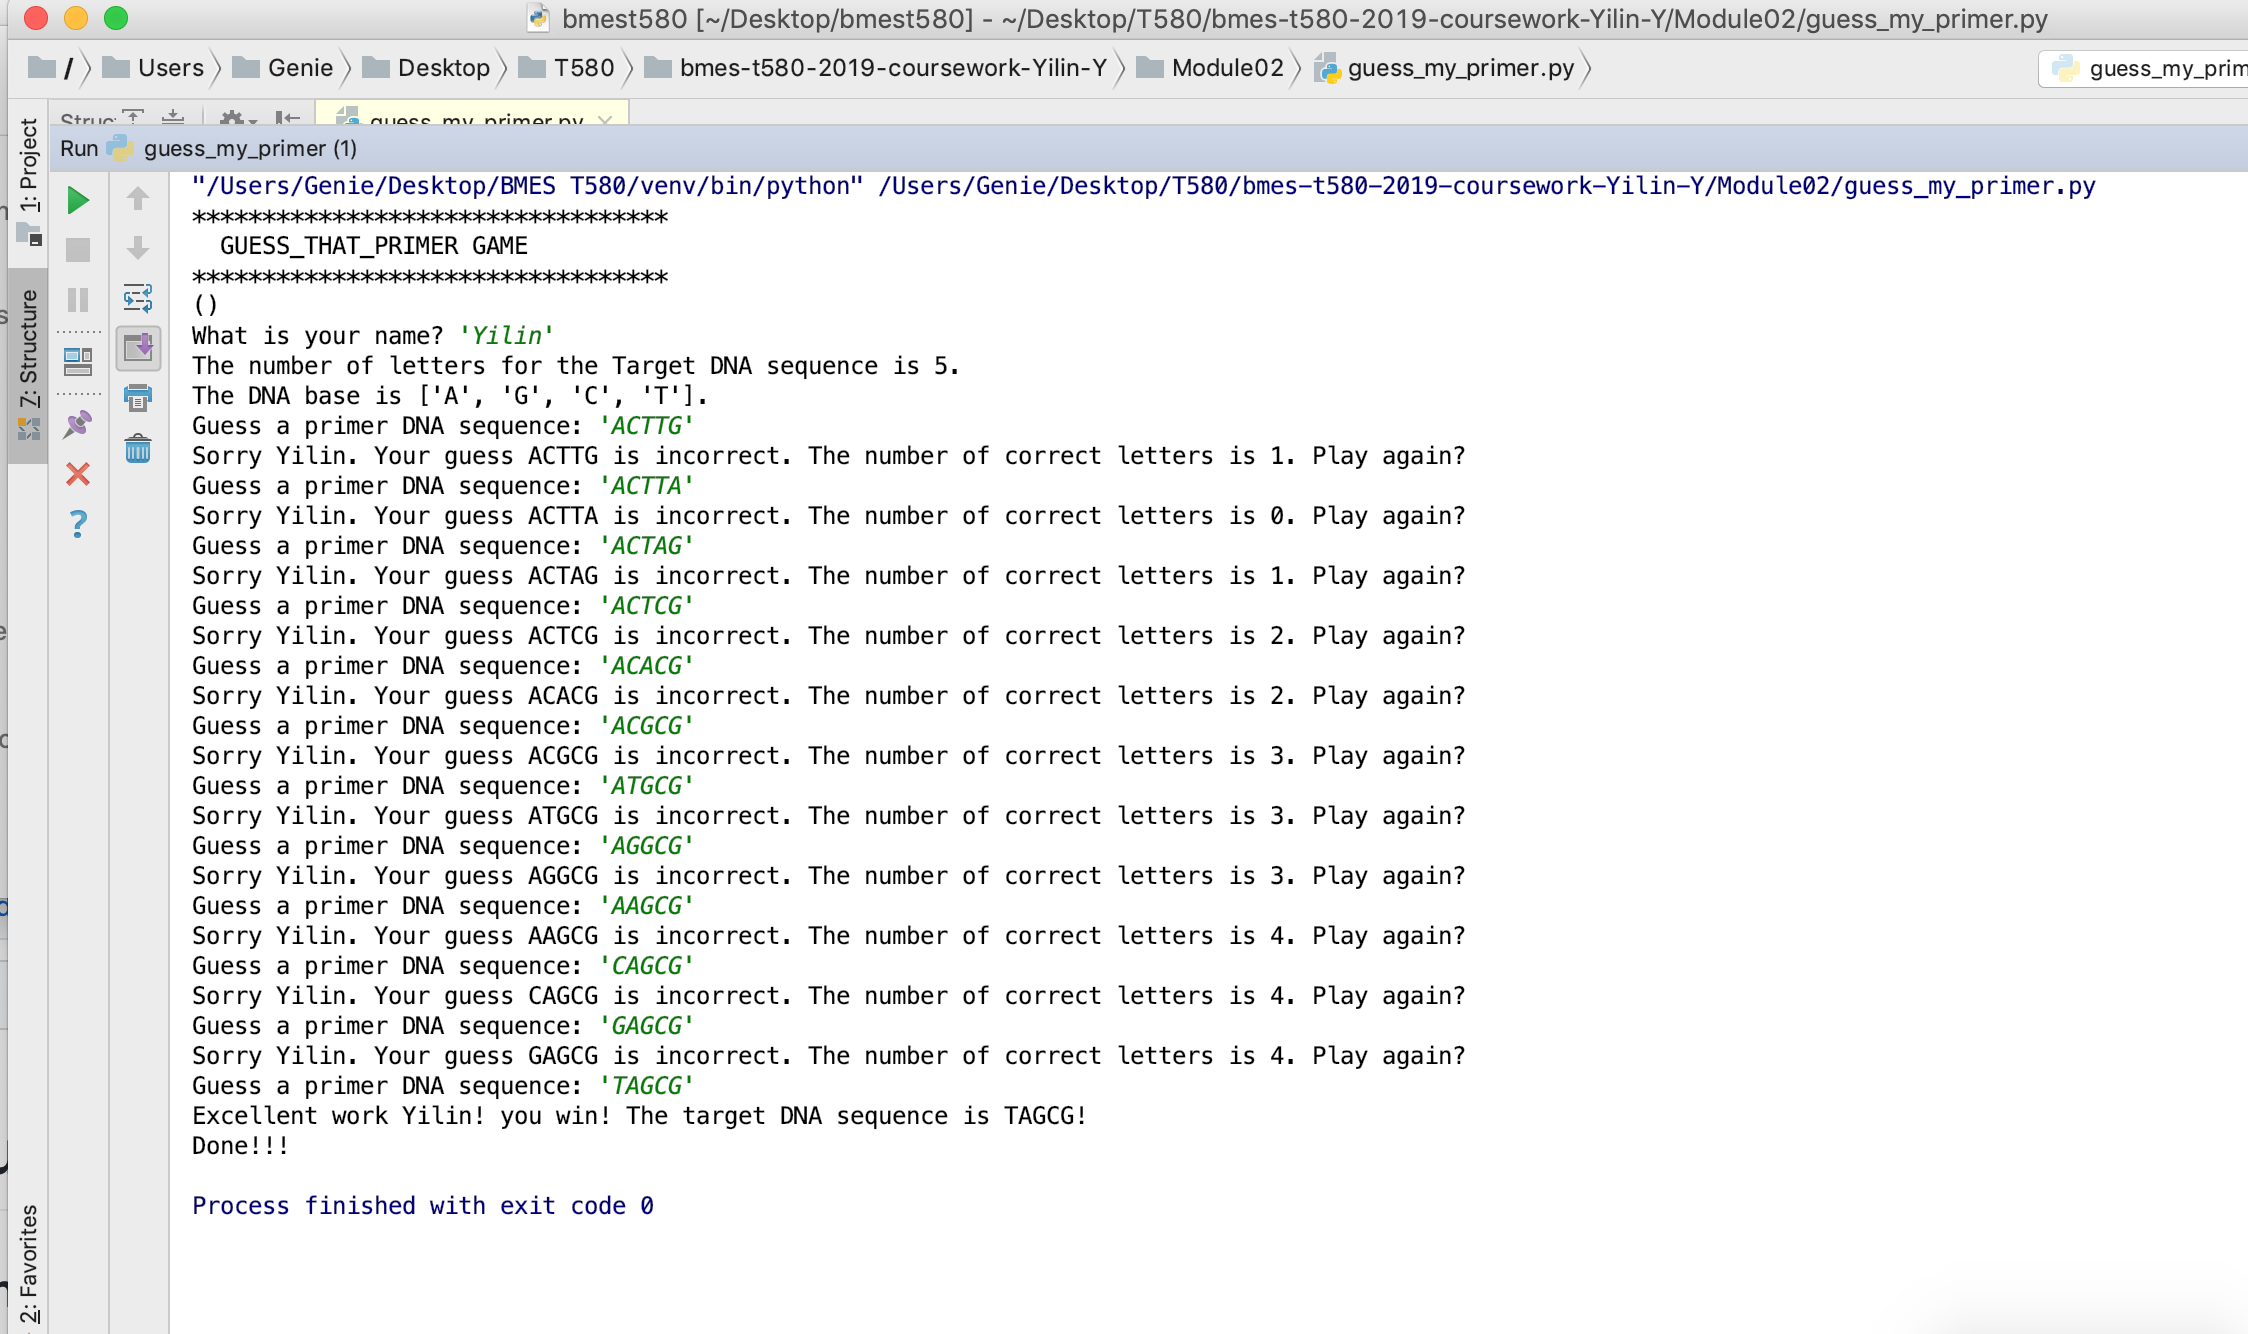 bmest580 [~/Desktop/bmest580] - ~/Desktop/T580/bmes-t580-2019-coursework-Yilin-Y/Module02/guess_my_primer.py
/ Users Genie Desktop T580 bmes-t580-2019-coursework-Yilin-Y Module02 guess_my_primer.py guess_my_prim
guess_my_primer.py
Run guess_my_primer (1)
1: Project
7: Structure
2: Favorites
"/Users/Genie/Desktop/BMES T580/venv/bin/python" /Users/Genie/Desktop/T580/bmes-t580-2019-coursework-Yilin-Y/Module02/guess_my_primer.py
**********************************
GUESS_THAT_PRIMER GAME
**********************************
()
What is your name? 'Yilin'
The number of letters for the Target DNA sequence is 5.
The DNA base is ['A', 'G', 'C', 'T'].
Guess a primer DNA sequence: 'ACTTG'
Sorry Yilin. Your guess ACTTG is incorrect. The number of correct letters is 1. Play again?
Guess a primer DNA sequence: 'ACTTA'
Sorry Yilin. Your guess ACTTA is incorrect. The number of correct letters is 0. Play again?
Guess a primer DNA sequence: 'ACTAG'
Sorry Yilin. Your guess ACTAG is incorrect. The number of correct letters is 1. Play again?
Guess a primer DNA sequence: 'ACTCG'
Sorry Yilin. Your guess ACTCG is incorrect. The number of correct letters is 2. Play again?
Guess a primer DNA sequence: 'ACACG'
Sorry Yilin. Your guess ACACG is incorrect. The number of correct letters is 2. Play again?
Guess a primer DNA sequence: 'ACGCG'
Sorry Yilin. Your guess ACGCG is incorrect. The number of correct letters is 3. Play again?
Guess a primer DNA sequence: 'ATGCG'
Sorry Yilin. Your guess ATGCG is incorrect. The number of correct letters is 3. Play again?
Guess a primer DNA sequence: 'AGGCG'
Sorry Yilin. Your guess AGGCG is incorrect. The number of correct letters is 3. Play again?
Guess a primer DNA sequence: 'AAGCG'
Sorry Yilin. Your guess AAGCG is incorrect. The number of correct letters is 4. Play again?
Guess a primer DNA sequence: 'CAGCG'
Sorry Yilin. Your guess CAGCG is incorrect. The number of correct letters is 4. Play again?
Guess a primer DNA sequence: 'GAGCG'
Sorry Yilin. Your guess GAGCG is incorrect. The number of correct letters is 4. Play again?
Guess a primer DNA sequence: 'TAGCG'
Excellent work Yilin! you win! The target DNA sequence is TAGCG!
Done!!!
Process finished with exit code 0